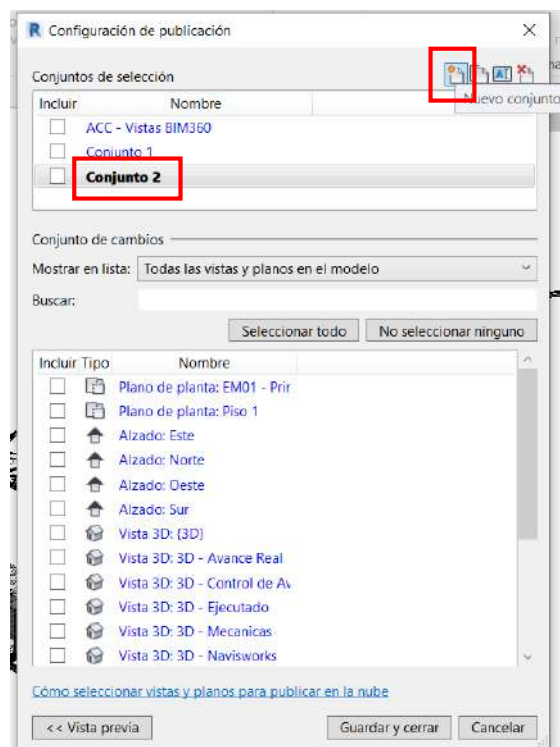 Configuración de publicación
Conjuntos de selección
Nuevo conjunto
Incluir Nombre
ACC - Vistas BIM360
Conjunto 1
Conjunto 2
Conjunto de cambios
Mostrar en lista: Todas las vistas y planos en el modelo
Buscar:
Seleccionar todo No seleccionar ninguno
Incluir Tipo Nombre
Plano de planta: EM01 - Prir
Plano de planta: Piso 1
Alzado: Este
Alzado: Norte
Alzado: Oeste
Alzado: Sur
Vista 3D: {3D}
Vista 3D: 3D - Avance Real
Vista 3D: 3D - Control de Av
Vista 3D: 3D - Ejecutado
Vista 3D: 3D - Mecanicas
Vista 3D: 3D - Navisworks
Cómo seleccionar vistas y planos para publicar en la nube
<< Vista previa Guardar y cerrar Cancelar